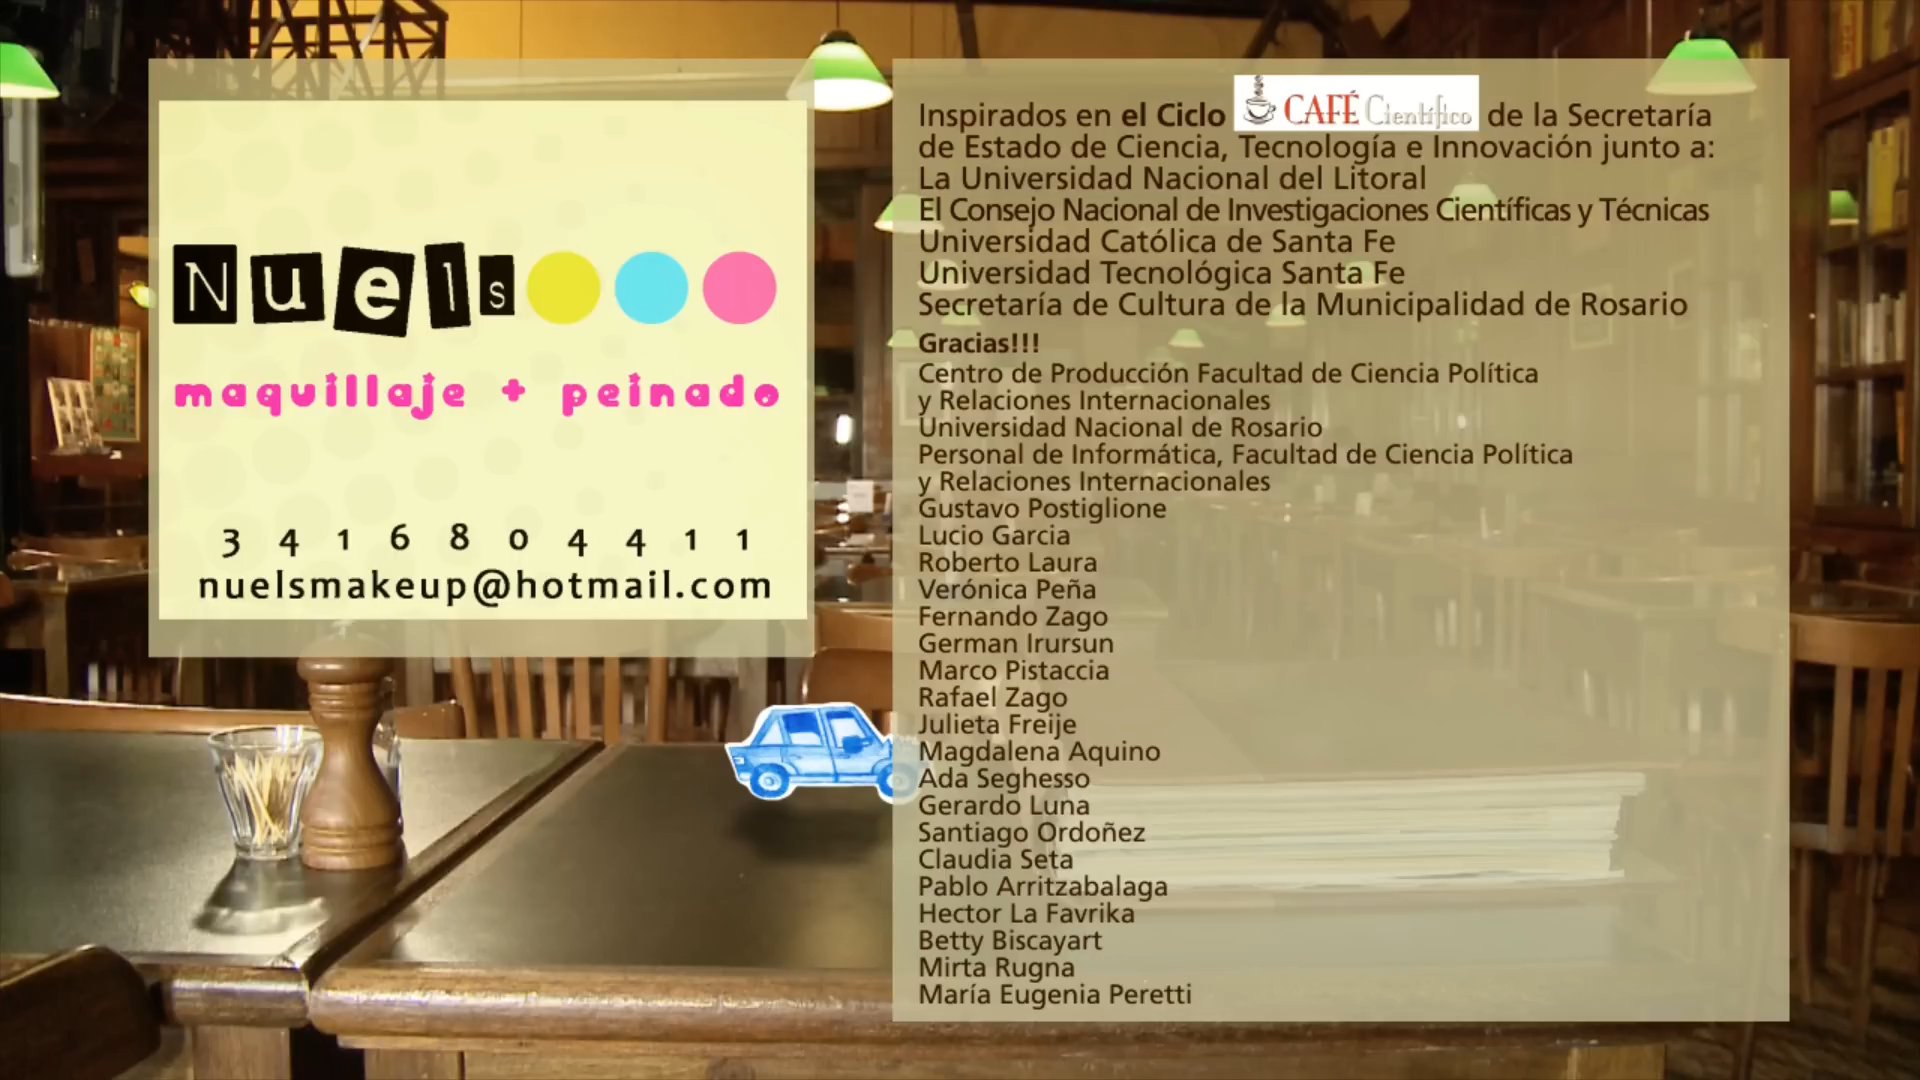 Nuels
maquillaje + peinado
3 4 1 6 8 0 4 4 1 1
nuelsmakeup@hotmail.com
Inspirados en el Ciclo CAFÉ Científico de la Secretaría
de Estado de Ciencia, Tecnología e Innovación junto a:
La Universidad Nacional del Litoral
El Consejo Nacional de Investigaciones Científicas y Técnicas
Universidad Católica de Santa Fe
Universidad Tecnológica Santa Fe
Secretaría de Cultura de la Municipalidad de Rosario
Gracias!!!
Centro de Producción Facultad de Ciencia Política
y Relaciones Internacionales
Universidad Nacional de Rosario
Personal de Informática, Facultad de Ciencia Política
y Relaciones Internacionales
Gustavo Postiglione
Lucio Garcia
Roberto Laura
Verónica Peña
Fernando Zago
German Irursun
Marco Pistaccia
Rafael Zago
Julieta Freije
Magdalena Aquino
Ada Seghesso
Gerardo Luna
Santiago Ordoñez
Claudia Seta
Pablo Arritzabalaga
Hector La Favrika
Betty Biscayart
Mirta Rugna
María Eugenia Peretti